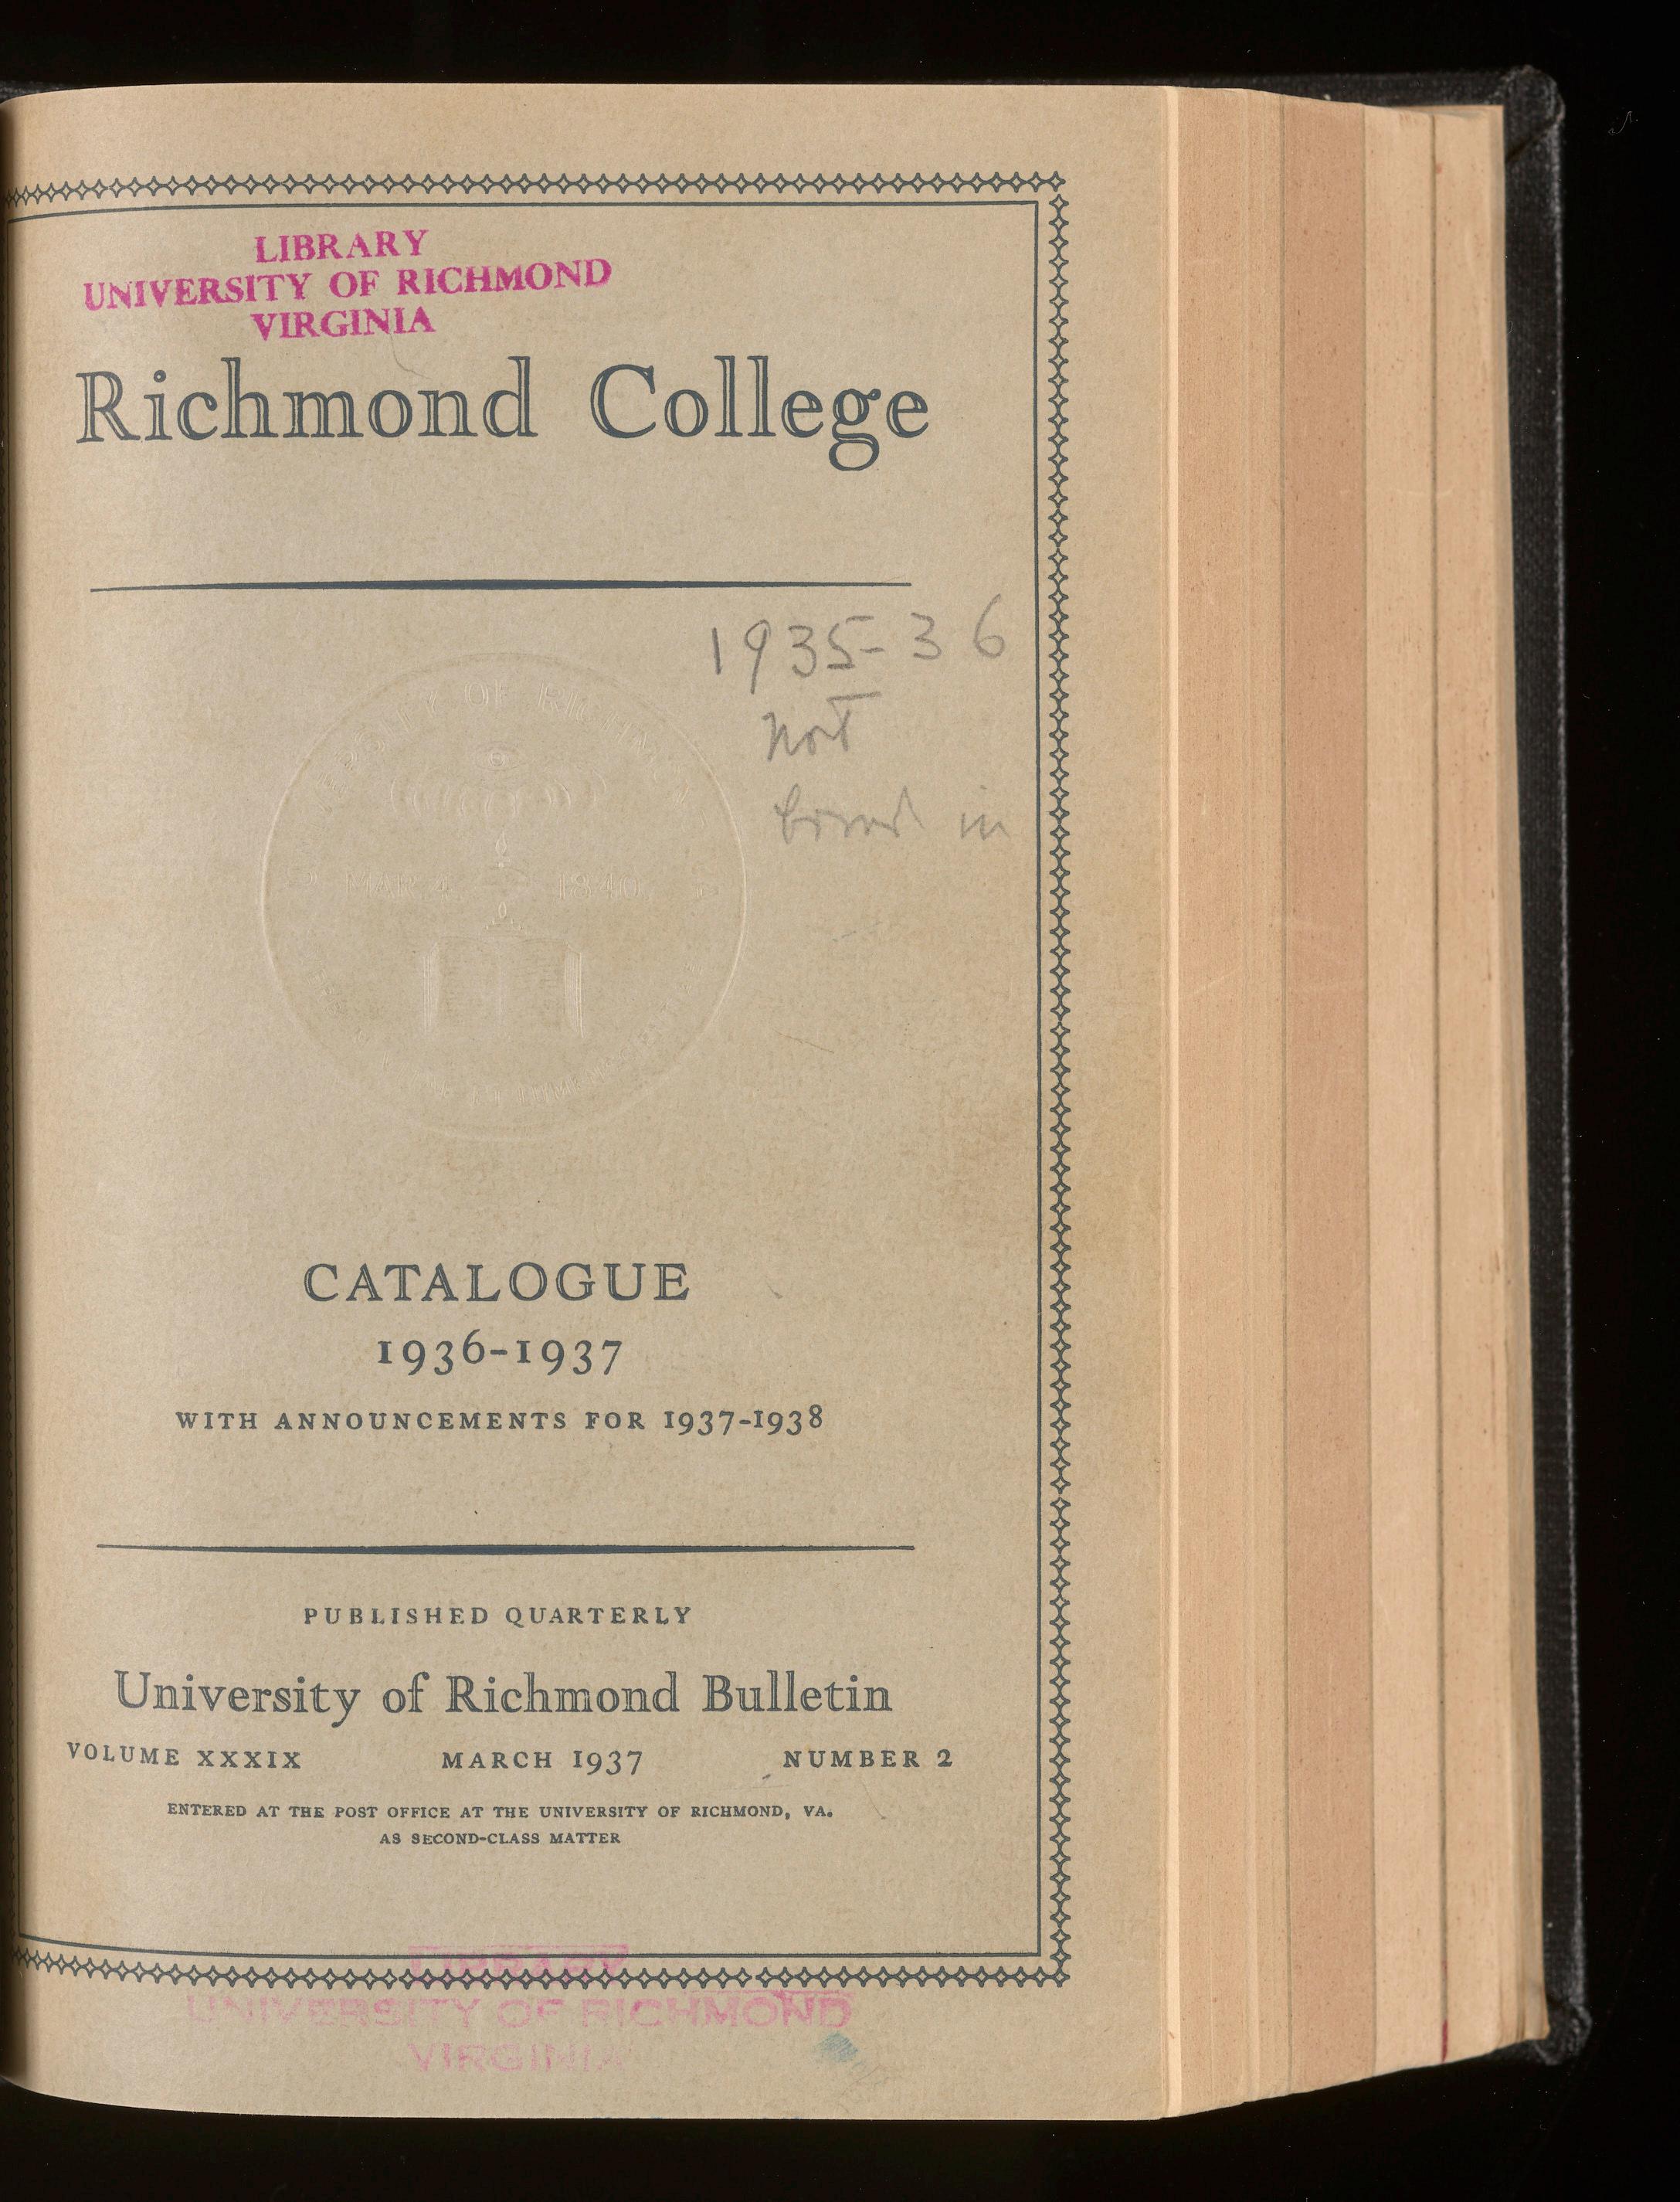 LIBRARY
UNIVERSITY OF RICHMOND
VIRGINIA
Richmond College
1935-36
not
bound in
OF
MAR 4 1840
CATALOGUE
1936-1937
WITH ANNOUNCEMENTS FOR 1937-1938
PUBLISHED QUARTERLY
University of Richmond Bulletin
VOLUME XXXIX MARCH 1937 NUMBER 2
ENTERED AT THE POST OFFICE AT THE UNIVERSITY OF RICHMOND, VA.
AS SECOND-CLASS MATTER
LIBRARY
UNIVERSITY OF RICHMOND
VIRGINIA